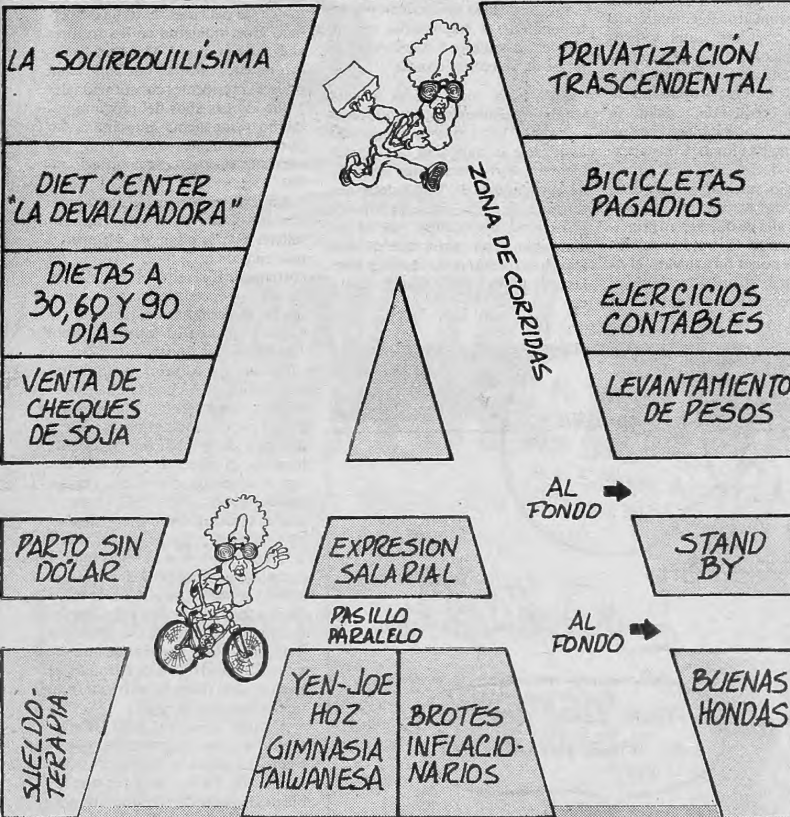 LA SOURROUILÍSIMA
DIET CENTER
"LA DEVALUADORA"
DIETAS A
30, 60 Y 90
DÍAS
VENTA DE
CHEQUES
DE SOJA
ZONA DE CORRIDAS
PRIVATIZACIÓN
TRASCENDENTAL
BICICLETAS
PAGADIOS
EJERCICIOS
CONTABLES
LEVANTAMIENTO
DE PESOS
AL
FONDO
PARTO SIN
DÓLAR
EXPRESION
SALARIAL
STAND
BY
PASILLO
PARALELO
AL
FONDO
SUELDO-
TERAPIA
YEN-JOE
HOZ
GIMNASIA
TAIWANESA
BROTES
INFLACIO-
NARIOS
BUENAS
HONDAS